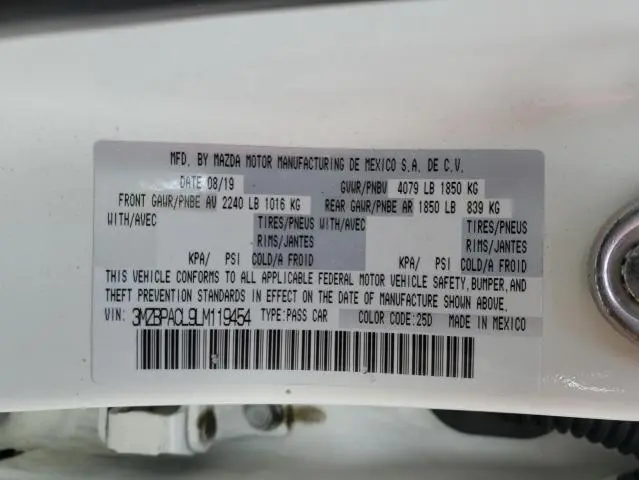 MFD. BY MAZDA MOTOR MANUFACTURING DE MEXICO S.A. DE C.V.
DATE 08/19 GVWR/PNBV 4079 LB 1850 KG
FRONT GAWR/PNBE AV 2240 LB 1016 KG REAR GAWR/PNBE AR 1850 LB 839 KG
WITH/AVEC TIRES/PNEUS WITH/AVEC TIRES/PNEUS
RIMS/JANTES RIMS/JANTES
KPA/ PSI COLD/A FROID KPA/ PSI COLD/A FROID
THIS VEHICLE CONFORMS TO ALL APPLICABLE FEDERAL MOTOR VEHICLE SAFETY, BUMPER, AND
THEFT PREVENTION STANDARDS IN EFFECT ON THE DATE OF MANUFACTURE SHOWN ABOVE.
VIN: 3MZBPACL9LM119454 TYPE:PASS CAR COLOR CODE:25D MADE IN MEXICO